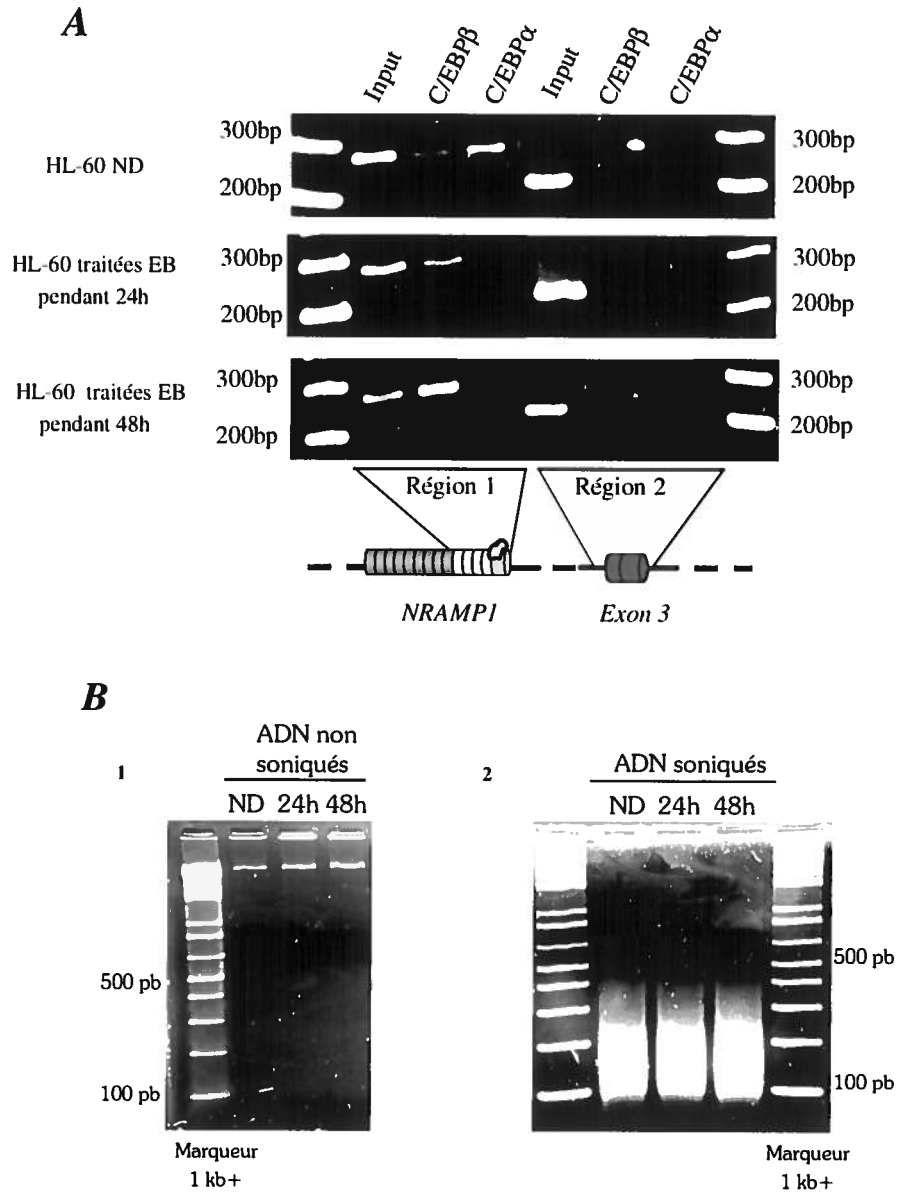 A
Input
C/EBPβ
C/EBPα
Input
C/EBPβ
C/EBPα
HL-60 ND
300bp
200bp
300bp
200bp
HL-60 traitées EB
pendant 24h
300bp
200bp
300bp
200bp
HL-60 traitées EB
pendant 48h
300bp
200bp
300bp
200bp
Région 1
Région 2
NRAMP1
Exon 3
B
1
ADN non
soniqués
ND 24h 48h
500 pb
100 pb
Marqueur
1 kb+
2
ADN soniqués
ND 24h 48h
500 pb
100 pb
Marqueur
1 kb+